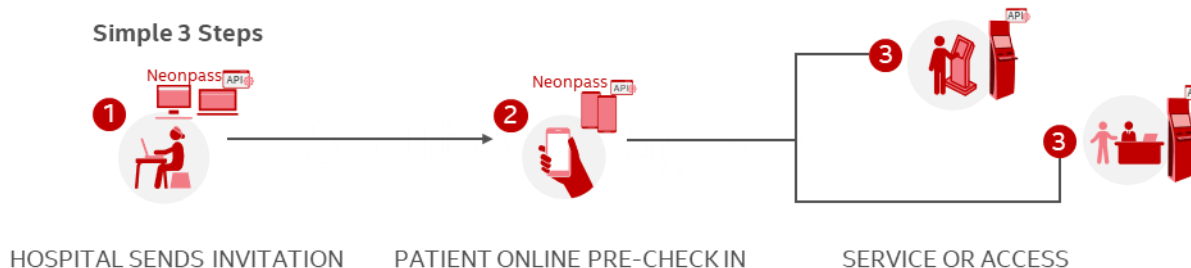 Simple 3 Steps
Neonpass API
1
Neonpass API
2
3
API
3
HOSPITAL SENDS INVITATION
PATIENT ONLINE PRE-CHECK IN
SERVICE OR ACCESS